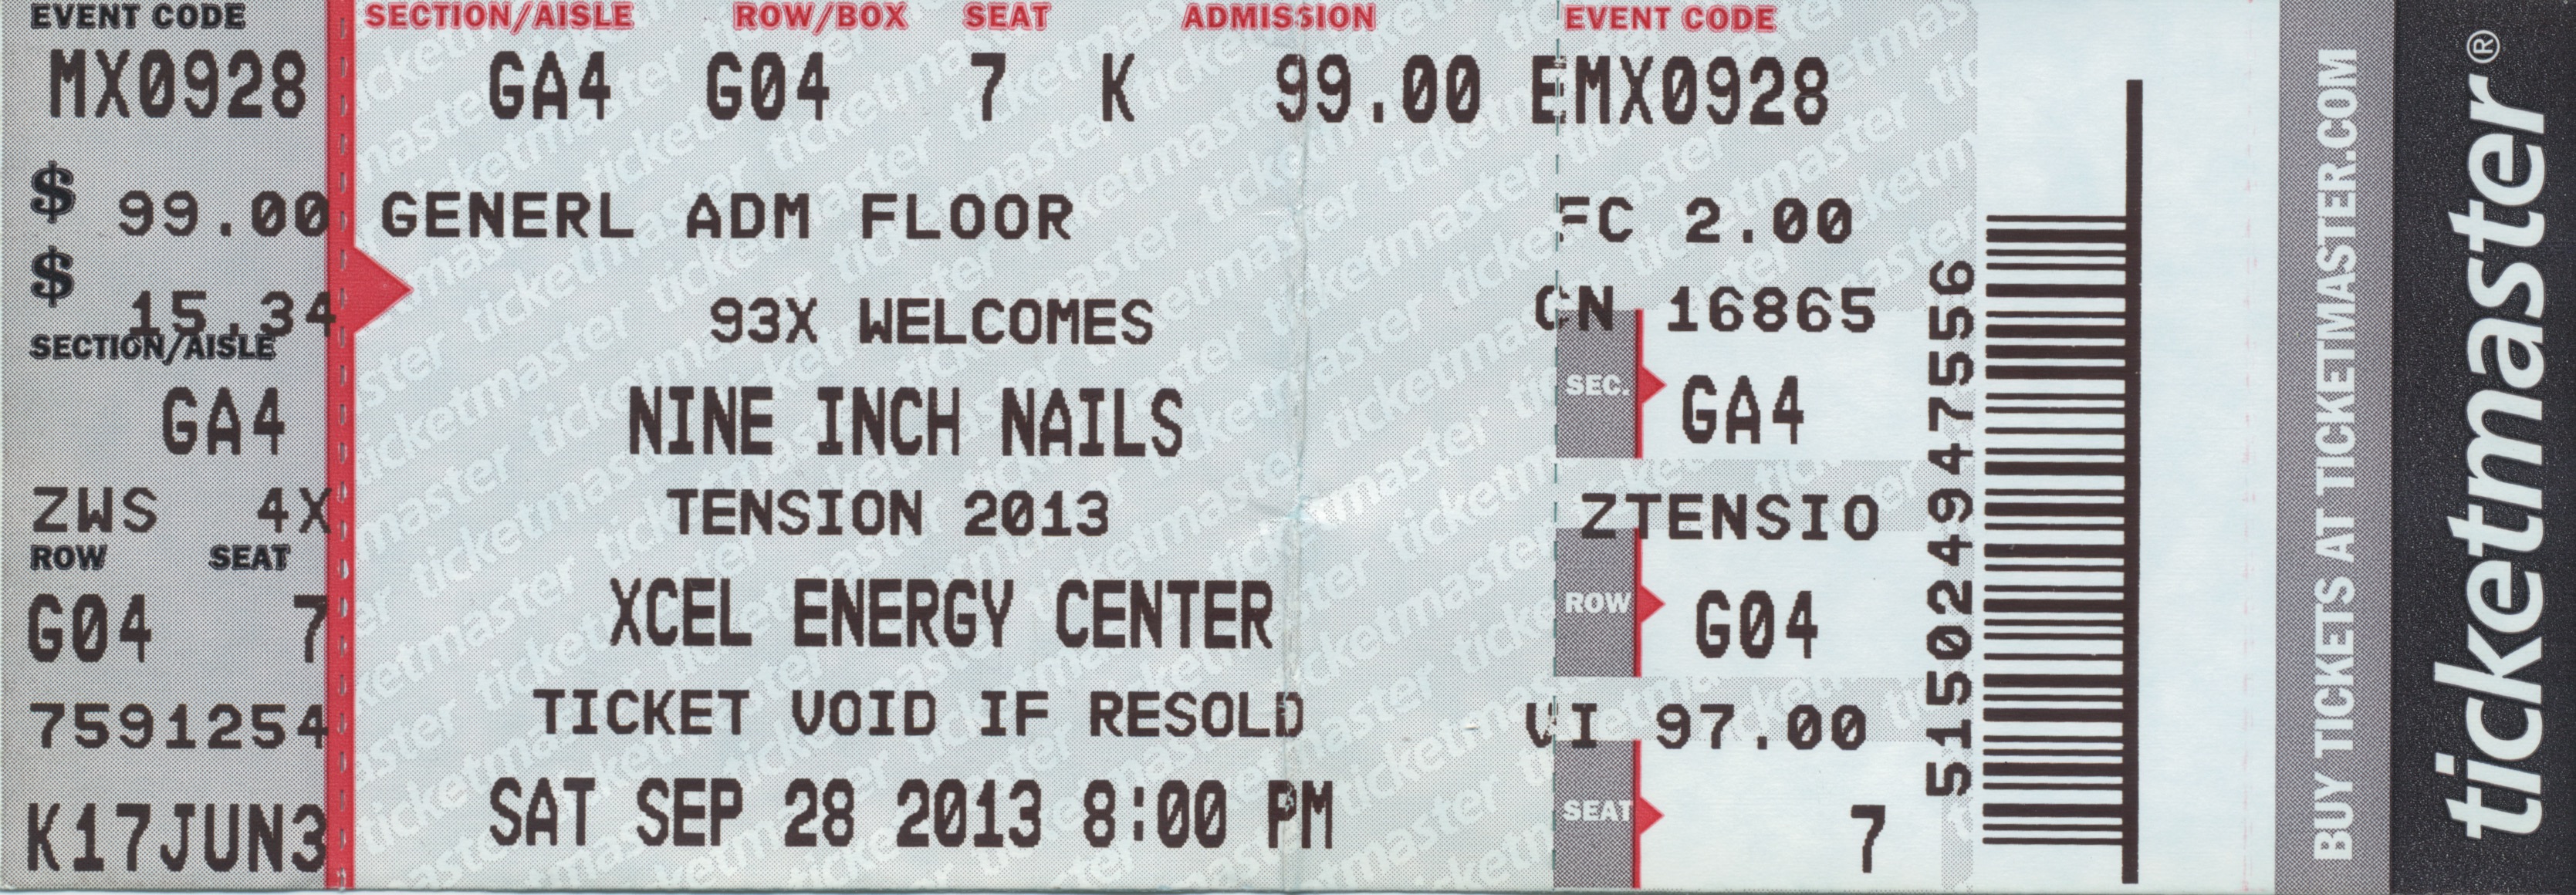 EVENT CODE
MX0928
$ 99.00
$ 15.34
SECTION/AISLE
GA4
ZWS 4X
ROW SEAT
G04 7
7591254
K17JUN3
SECTION/AISLE ROW/BOX SEAT ADMISSION
GA4 G04 7 K 99.00
GENERL ADM FLOOR
93X WELCOMES
NINE INCH NAILS
TENSION 2013
XCEL ENERGY CENTER
TICKET VOID IF RESOLD
SAT SEP 28 2013 8:00 PM
EVENT CODE
EMX0928
FC 2.00
CN 16865
SEC. GA4
ZTENSIO
ROW G04
VI 97.00
SEAT 7
515024947556
BUY TICKETS AT TICKETMASTER.COM
ticketmaster®